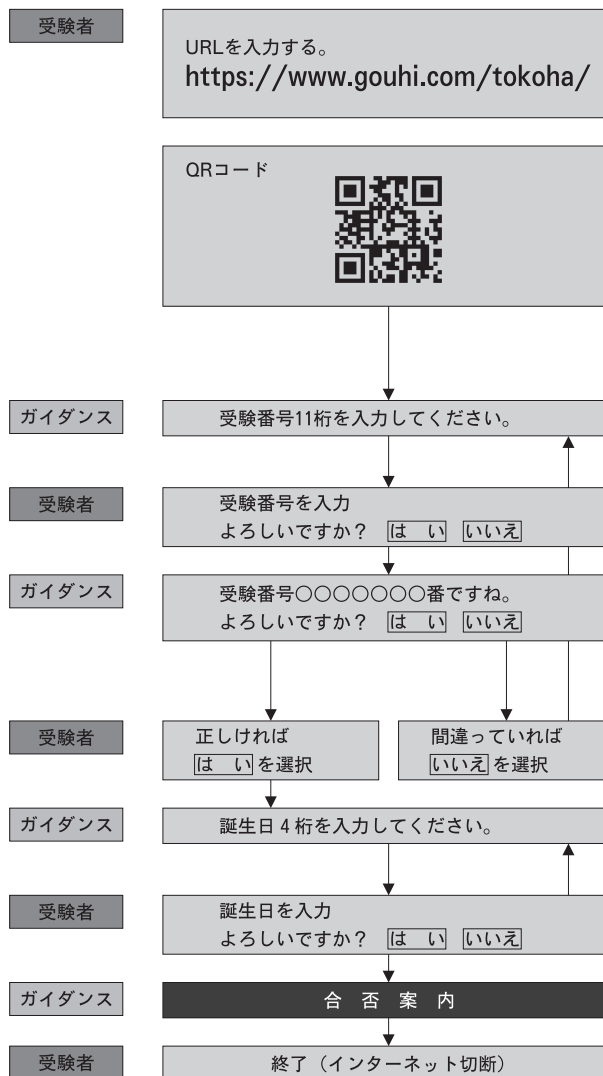 受験者
URLを入力する。
https://www.gouhi.com/tokoha/
QRコード
ガイダンス
受験番号11桁を入力してください。
受験者
受験番号を入力
よろしいですか？ は い いいえ
ガイダンス
受験番号○○○○○○○番ですね。
よろしいですか？ は い いいえ
受験者
正しければ
は い を選択
間違っていれば
いいえ を選択
ガイダンス
誕生日4桁を入力してください。
受験者
誕生日を入力
よろしいですか？ は い いいえ
ガイダンス
合 否 案 内
受験者
終了（インターネット切断）